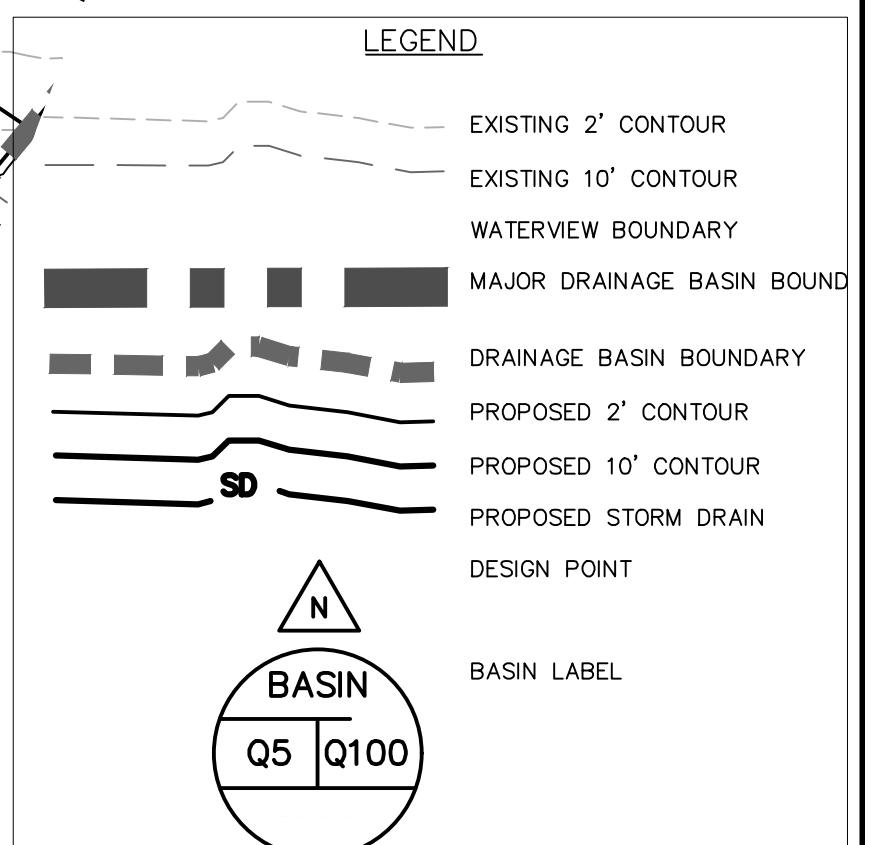 LEGEND
EXISTING 2' CONTOUR
EXISTING 10' CONTOUR
WATERVIEW BOUNDARY
MAJOR DRAINAGE BASIN BOUND
DRAINAGE BASIN BOUNDARY
PROPOSED 2' CONTOUR
PROPOSED 10' CONTOUR
SD
PROPOSED STORM DRAIN
DESIGN POINT
N
BASIN LABEL
BASIN
Q5 Q100